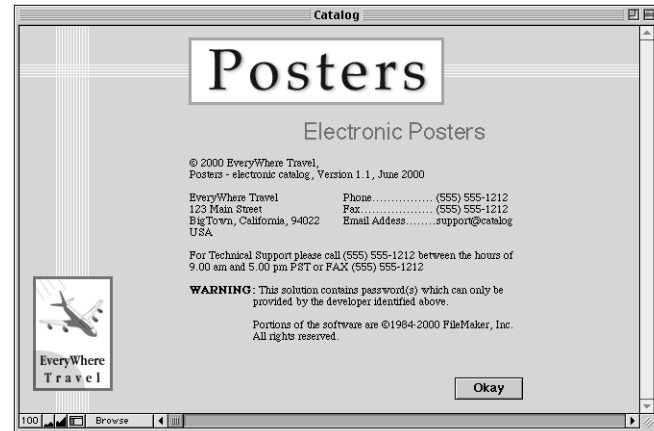 Catalog
Posters
Electronic Posters
© 2000 EveryWhere Travel,
Posters - electronic catalog, Version 1.1, June 2000
EveryWhere Travel
123 Main Street
BigTown, California, 94022
USA
Phone................ (555) 555-1212
Fax................... (555) 555-1212
Email Addess........support@catalog
For Technical Support please call (555) 555-1212 between the hours of
9.00 am and 5.00 pm PST or FAX (555) 555-1212
WARNING: This solution contains password(s) which can only be
provided by the developer identified above.
Portions of the software are ©1984-2000 FileMaker, Inc.
All rights reserved.
EveryWhere
Travel
Okay
100 Browse